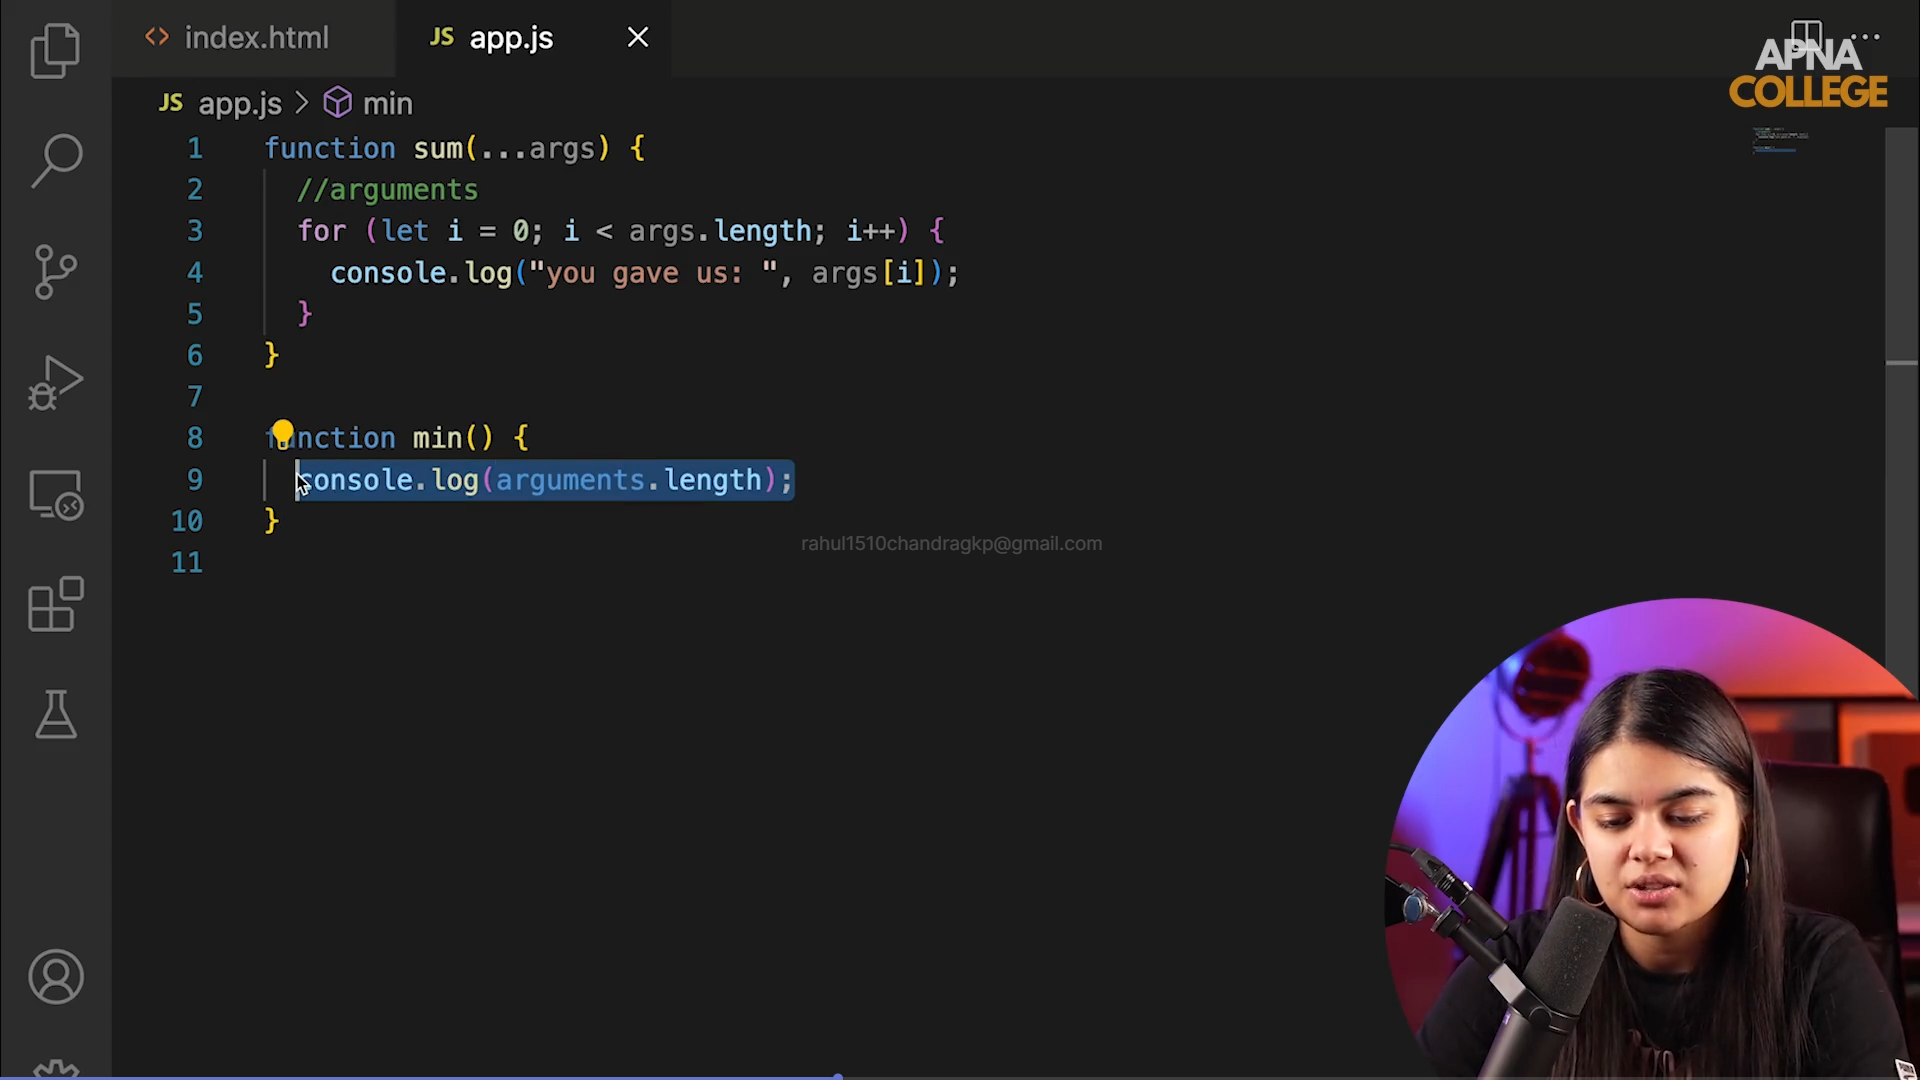 index.html
JS app.js
APNA
COLLEGE
JS app.js > min
1 function sum(...args) {
2 //arguments
3 for (let i = 0; i < args.length; i++) {
4 console.log("you gave us: ", args[i]);
5 }
6 }
7
8 function min() {
9 console.log(arguments.length);
10 }
11
rahul1510chandragkp@gmail.com